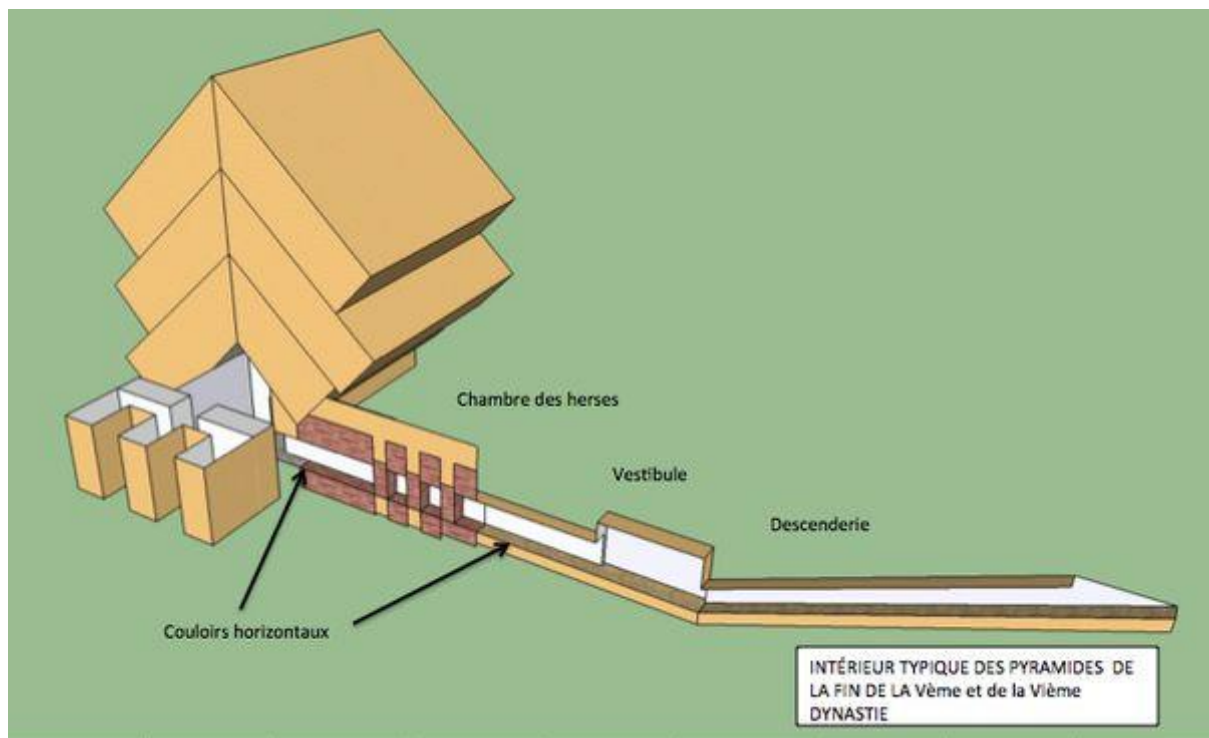 Chambre des herses
Vestibule
Descenderie
Couloirs horizontaux
INTÉRIEUR TYPIQUE DES PYRAMIDES DE
LA FIN DE LA Vème et de la VIème
DYNASTIE